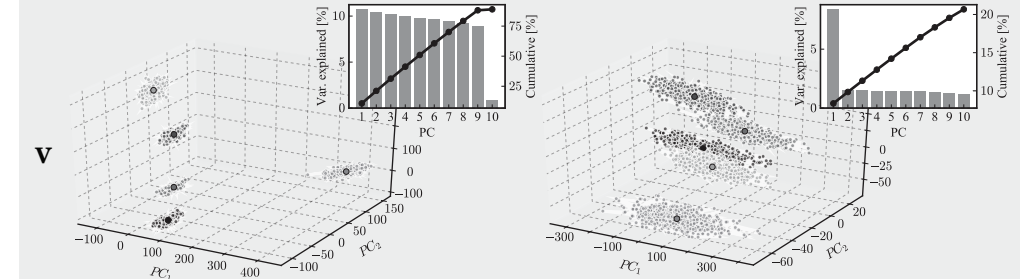 V
Var. explained [%]
10
5
0
1 2 3 4 5 6 7 8 9 10
PC
75
50
25
Cumulative [%]
100
0
−100
−100 0 100 200 300 400
PC₁
−100 −50 0 50 100 150
PC₂
Var. explained [%]
5
0
1 2 3 4 5 6 7 8 9 10
PC
20
15
10
Cumulative [%]
0
−25
−50
−300 −100 100 300
PC₁
−60 −40 −20 0 20
PC₂